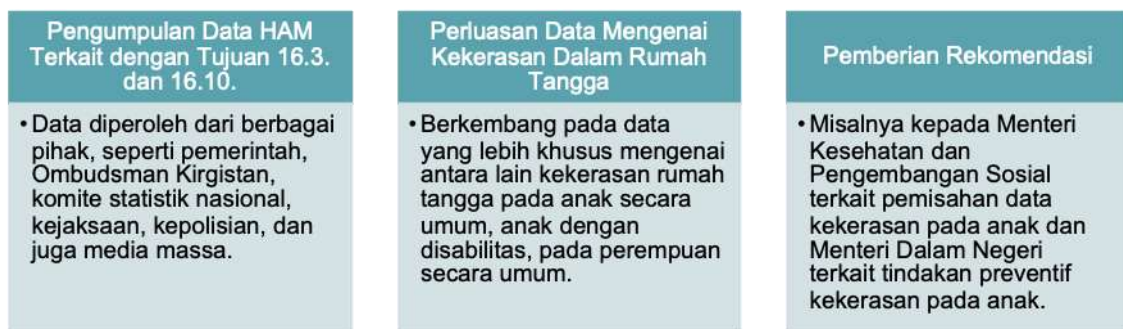 Pengumpulan Data HAM
Terkait dengan Tujuan 16.3.
dan 16.10.
• Data diperoleh dari berbagai
pihak, seperti pemerintah,
Ombudsman Kirgistan,
komite statistik nasional,
kejaksaan, kepolisian, dan
juga media massa.
Perluasan Data Mengenai
Kekerasan Dalam Rumah
Tangga
• Berkembang pada data
yang lebih khusus mengenai
antara lain kekerasan rumah
tangga pada anak secara
umum, anak dengan
disabilitas, pada perempuan
secara umum.
Pemberian Rekomendasi
• Misalnya kepada Menteri
Kesehatan dan
Pengembangan Sosial
terkait pemisahan data
kekerasan pada anak dan
Menteri Dalam Negeri
terkait tindakan preventif
kekerasan pada anak.